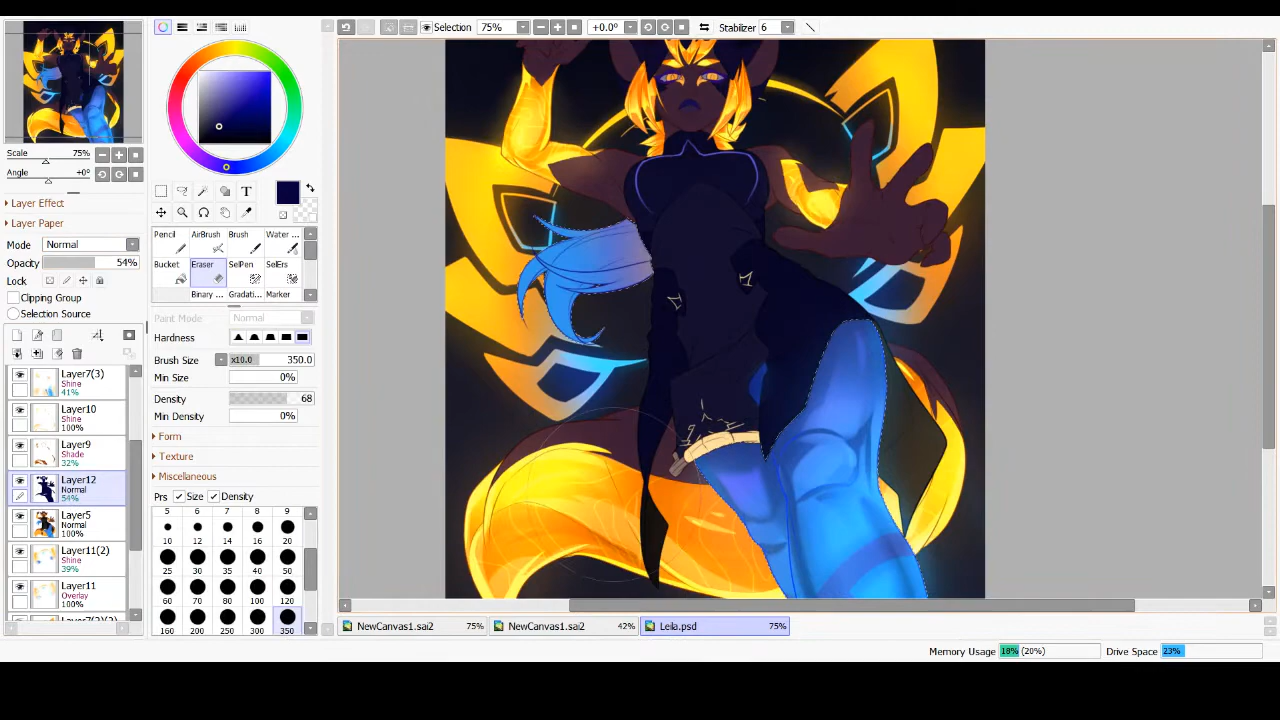 Selection 75% +0.0° Stabilizer 6
Scale 75%
Angle +0°
Layer Effect
Layer Paper
Mode Normal
Opacity 54%
Lock
Clipping Group
Selection Source
Layer7(3)
Shine
41%
Layer10
Shine
100%
Layer9
Shade
32%
Layer12
Normal
54%
Layer5
Normal
100%
Layer11(2)
Shine
39%
Layer11
Overlay
100%
T
Pencil AirBrush Brush Water ...
Bucket Eraser SelPen SelErs
Binary ... Gradati... Marker
Paint Mode Normal
Hardness
Brush Size x10.0 350.0
Min Size 0%
Density 68
Min Density 0%
Form
Texture
Miscellaneous
Prs Size Density
5 6 7 8 9
10 12 14 16 20
25 30 35 40 50
60 70 80 100 120
160 200 250 300 350
NewCanvas1.sai2 75% NewCanvas1.sai2 42% Leila.psd 75%
Memory Usage 18% (20%) Drive Space 23%